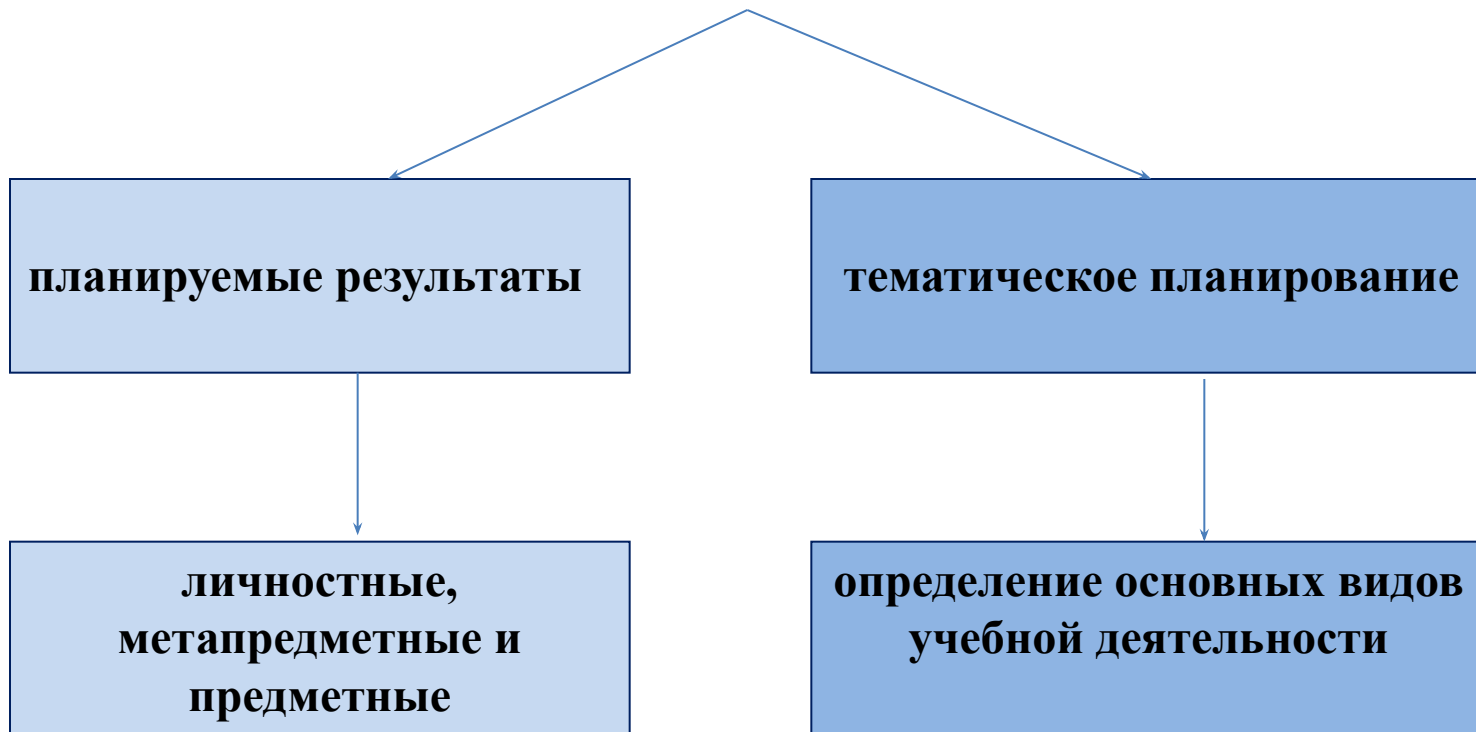 планируемые результаты
тематическое планирование
личностные,
метапредметные и
предметные
определение основных видов
учебной деятельности